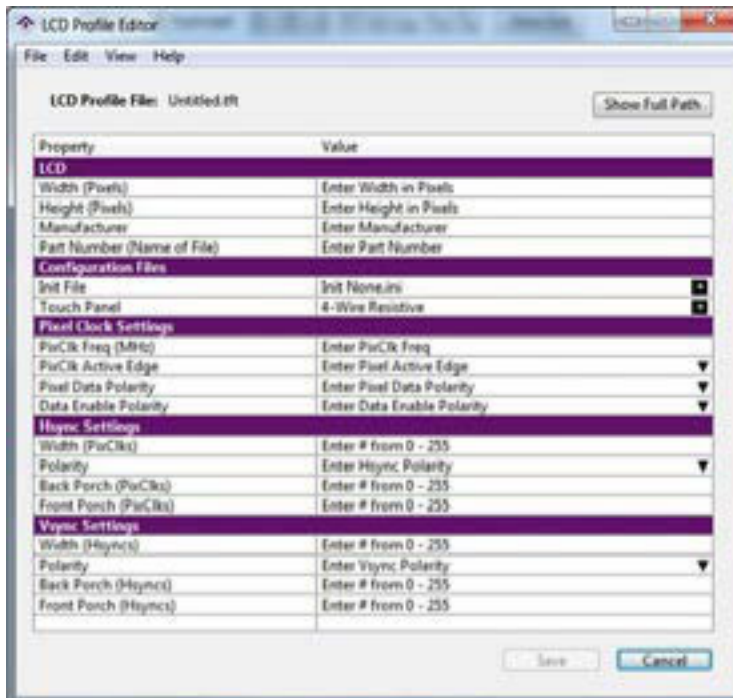 LCD Profile Editor
File Edit View Help
LCD Profile File: Untitled.tft
Show Full Path
Property Value
LCD
Width (Pixels) Enter Width in Pixels
Height (Pixels) Enter Height in Pixels
Manufacturer Enter Manufacturer
Part Number (Name of File) Enter Part Number
Configuration Files
Init File Init None.ini
Touch Panel 4-Wire Resistive
Pixel Clock Settings
PixClk Freq (MHz) Enter PixClk Freq
PixClk Active Edge Enter Pixel Active Edge
Pixel Data Polarity Enter Pixel Data Polarity
Data Enable Polarity Enter Data Enable Polarity
Hsync Settings
Width (PixClks) Enter # from 0 - 255
Polarity Enter Hsync Polarity
Back Porch (PixClks) Enter # from 0 - 255
Front Porch (PixClks) Enter # from 0 - 255
Vsync Settings
Width (Hsyncs) Enter # from 0 - 255
Polarity Enter Vsync Polarity
Back Porch (Hsyncs) Enter # from 0 - 255
Front Porch (Hsyncs) Enter # from 0 - 255
Save Cancel